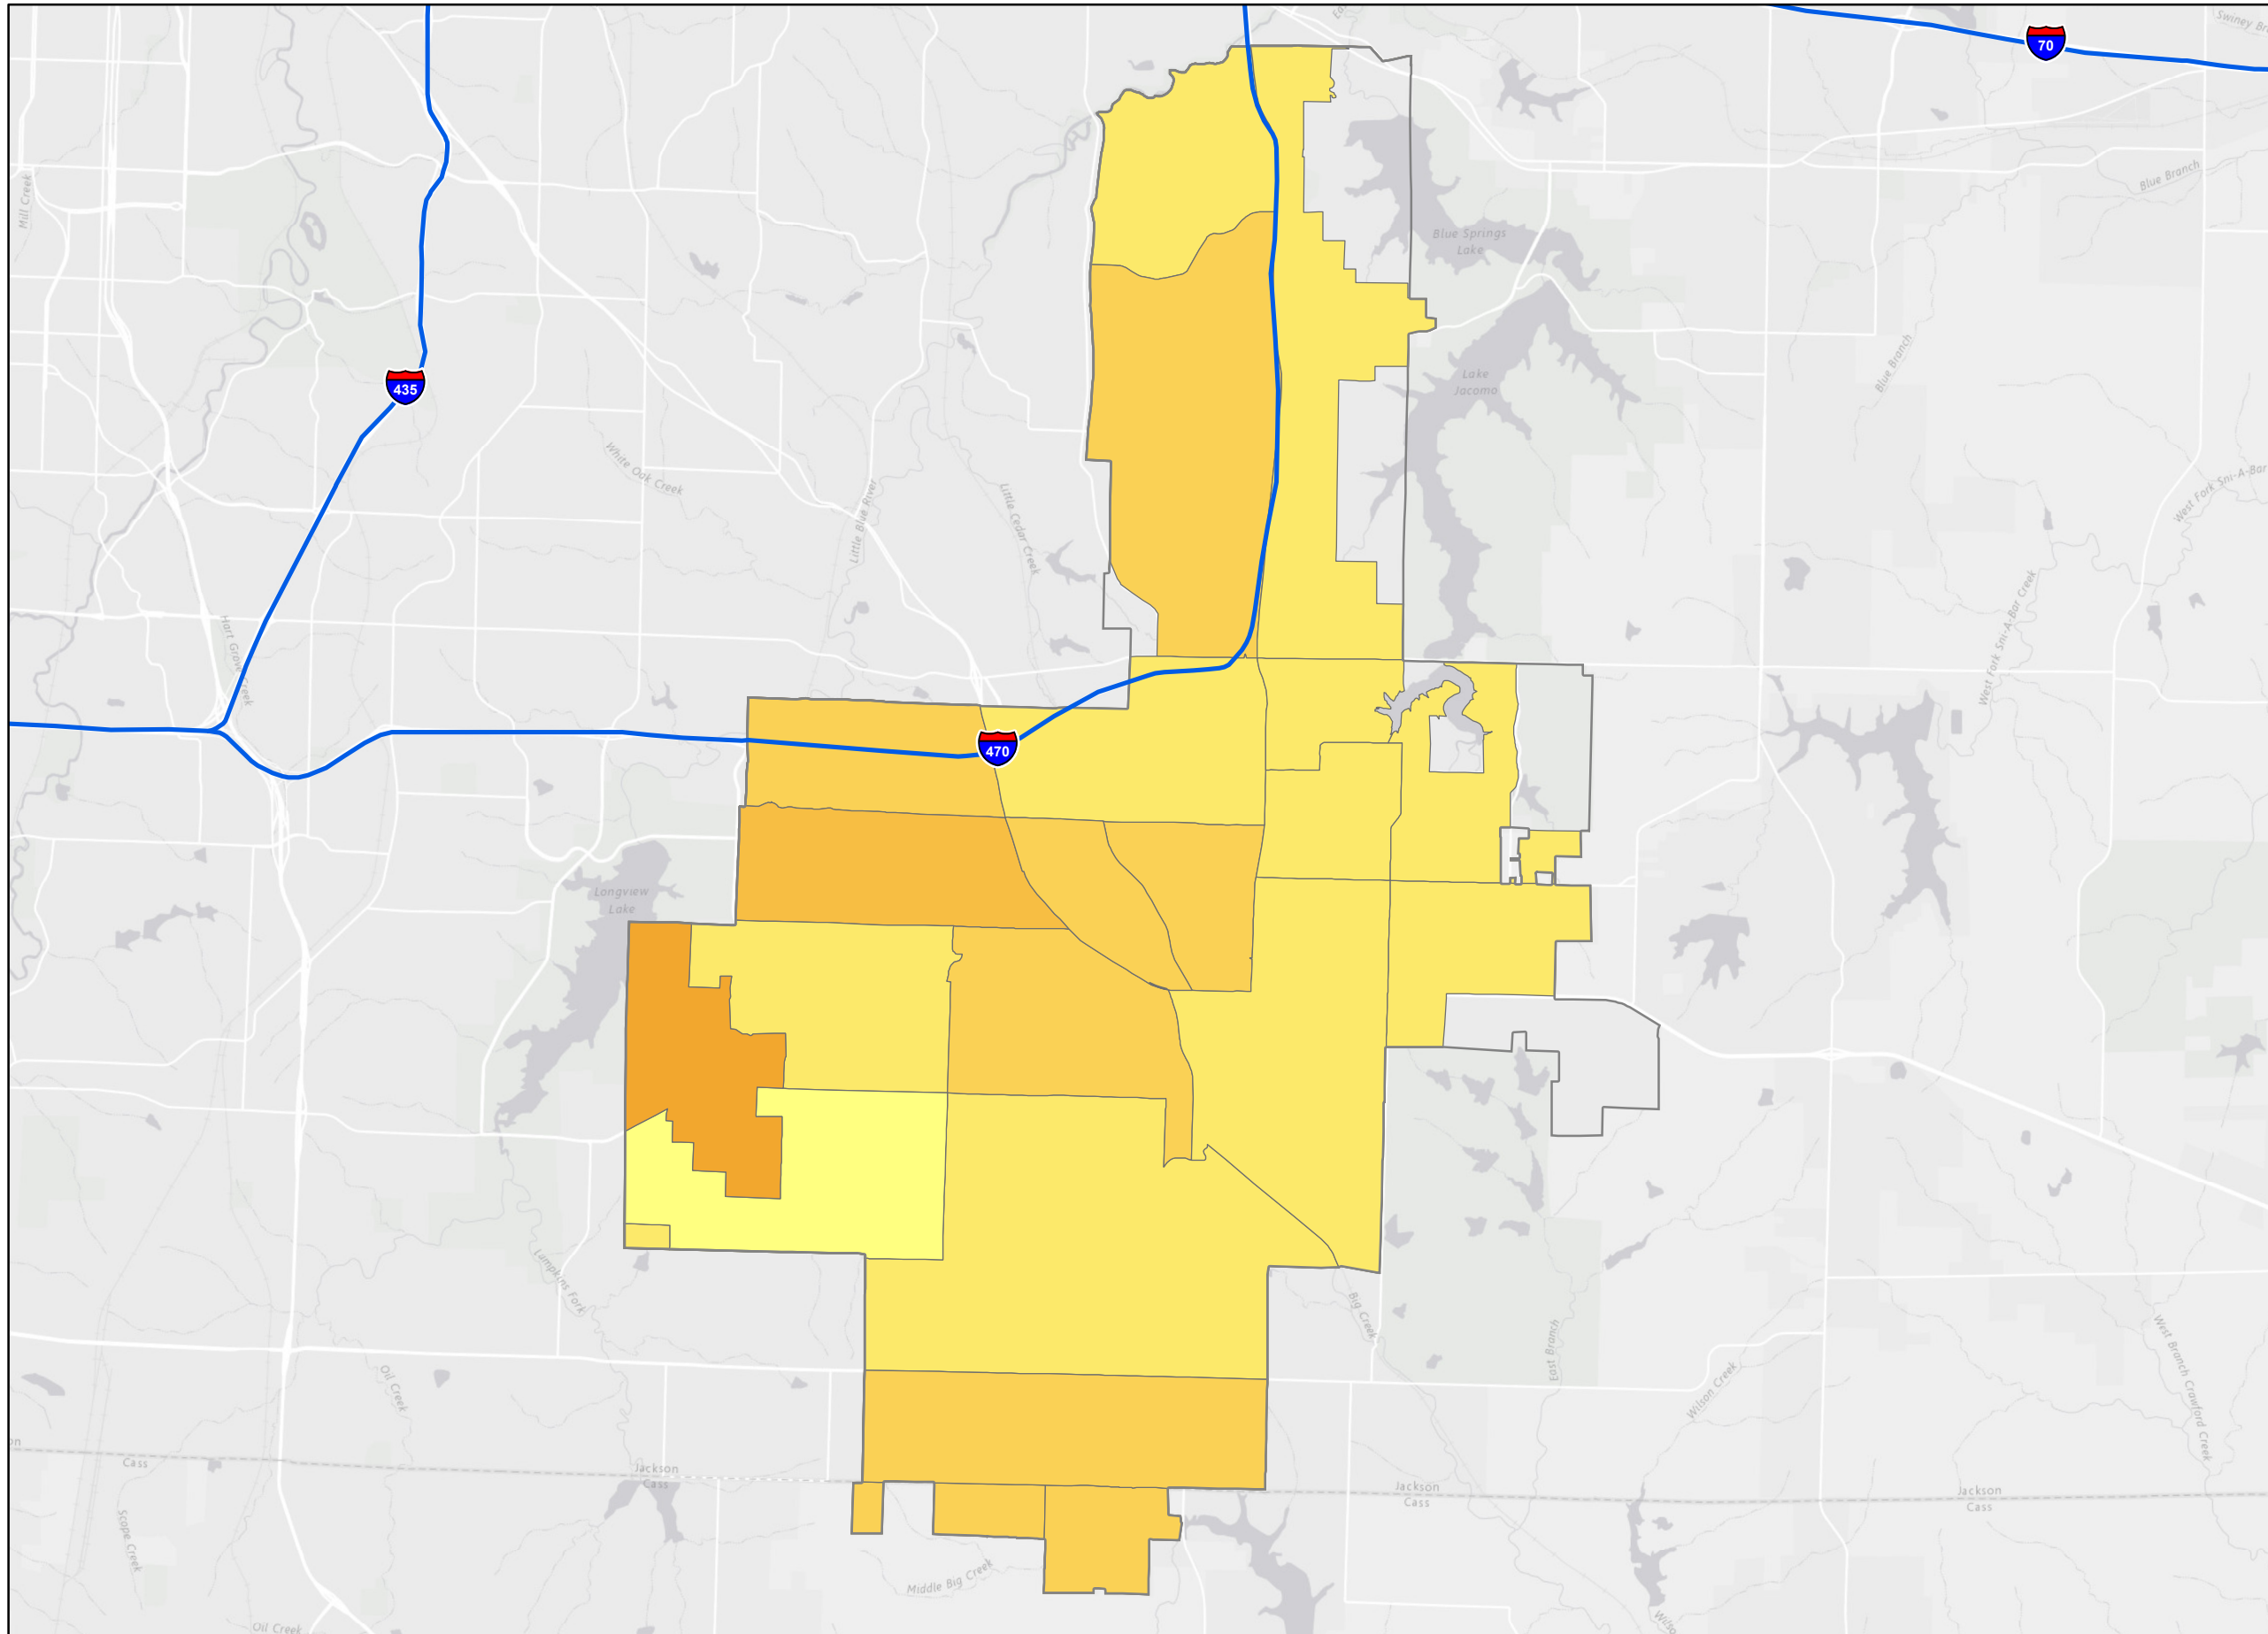 70
Swiney Br
Mill Creek
Blue Branch
Blue Springs
Lake
435
Lake
Jacomo
Blue Branch
White Oak Creek
Little Blue River
Little Cedar Creek
West Fork Sni-A-Bar
West Fork Sni-A-Bar Creek
Hart Grove Creek
470
Longview
Lake
Lumpkins Fork
Big Creek
East Branch
Wilson Creek
West Branch Crawford Creek
Oil Creek
Cass
Jackson
Cass
Jackson
Cass
Jackson
Cass
Scope Creek
Middle Big Creek
Oil Creek